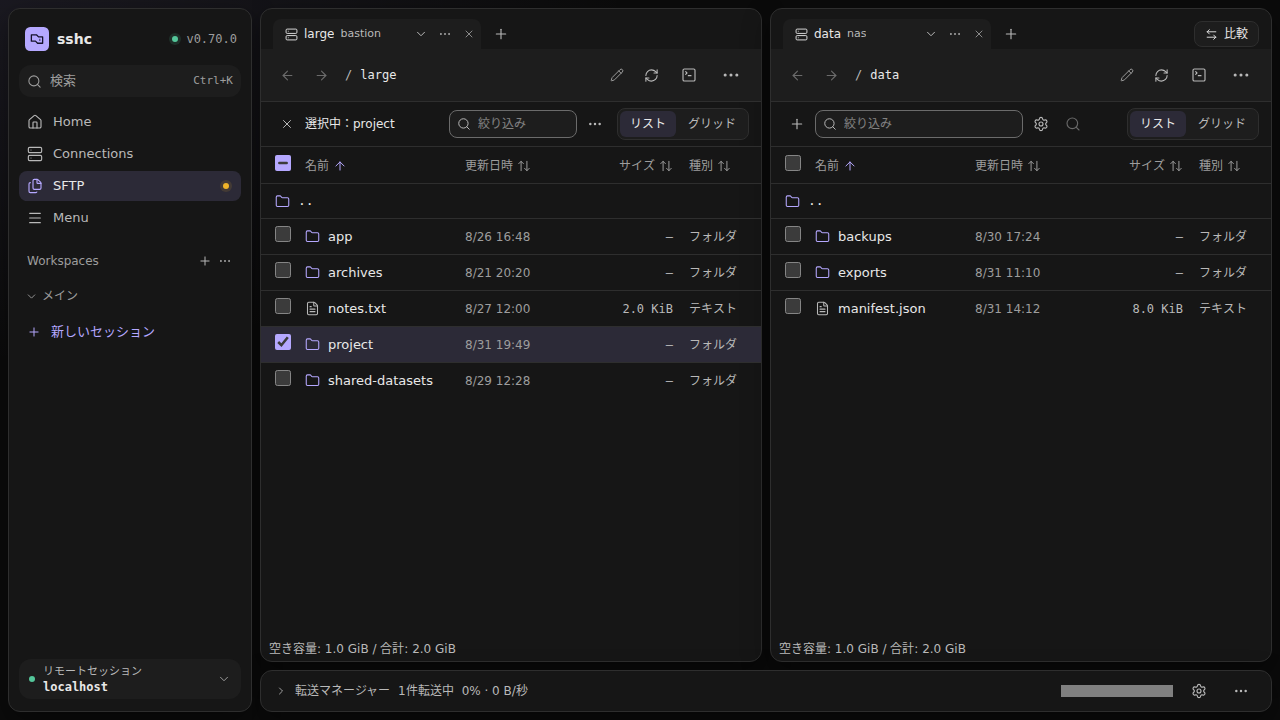 sshc
v0.70.0
検索 Ctrl+K
Home
Connections
SFTP
Menu
Workspaces
メイン
新しいセッション
リモートセッション
localhost
large bastion
/ large
選択中：project
絞り込み
リスト グリッド
名前 更新日時 サイズ 種別
..
app 8/26 16:48 — フォルダ
archives 8/21 20:20 — フォルダ
notes.txt 8/27 12:00 2.0 KiB テキスト
project 8/31 19:49 — フォルダ
shared-datasets 8/29 12:28 — フォルダ
空き容量: 1.0 GiB / 合計: 2.0 GiB
data nas
比較
/ data
絞り込み
リスト グリッド
名前 更新日時 サイズ 種別
..
backups 8/30 17:24 — フォルダ
exports 8/31 11:10 — フォルダ
manifest.json 8/31 14:12 8.0 KiB テキスト
空き容量: 1.0 GiB / 合計: 2.0 GiB
転送マネージャー 1件転送中 0% · 0 B/秒